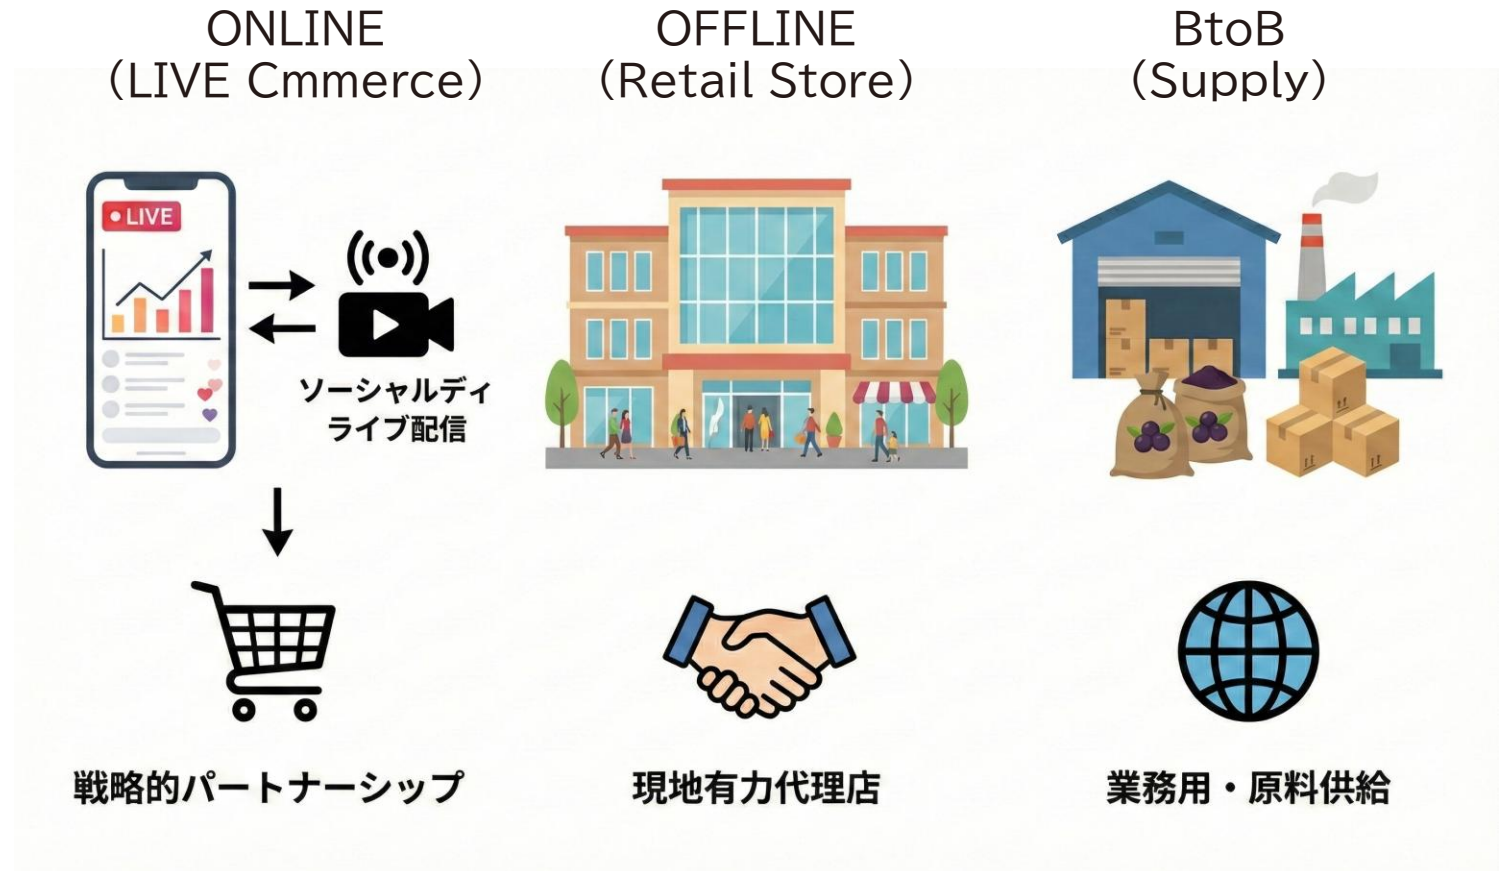 ONLINE
（LIVE Cmmerce）
OFFLINE
（Retail Store）
BtoB
（Supply）
LIVE
ソーシャルディ
ライブ配信
戦略的パートナーシップ
現地有力代理店
業務用・原料供給